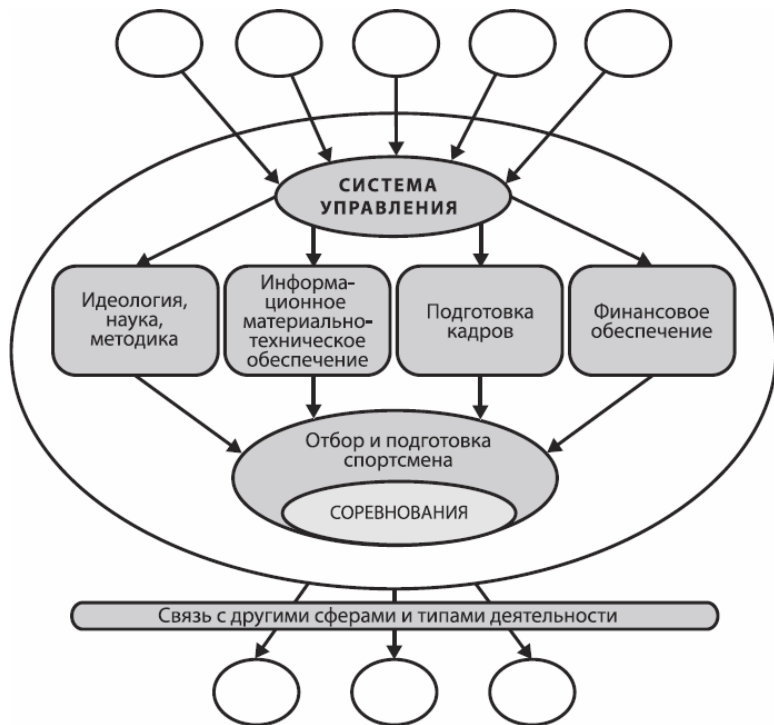 СИСТЕМА
УПРАВЛЕНИЯ
Идеология,
наука,
методика
Информа-
ционное
материально-
техническое
обеспечение
Подготовка
кадров
Финансовое
обеспечение
Отбор и подготовка
спортсмена
СОРЕВНОВАНИЯ
Связь с другими сферами и типами деятельности